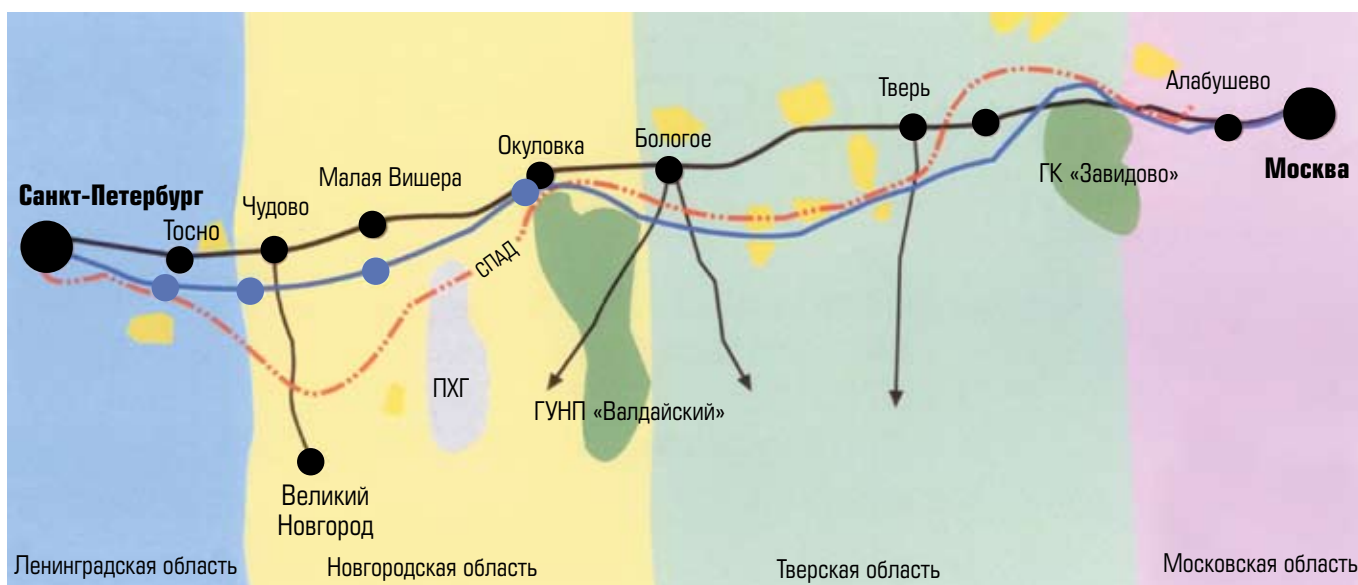 Санкт-Петербург
Тосно
Чудово
Малая Вишера
Окуловка
Бологое
Тверь
Алабушево
Москва
ГК «Завидово»
СПАД
ПХГ
ГУНП «Валдайский»
Великий
Новгород
Ленинградская область
Новгородская область
Тверская область
Московская область